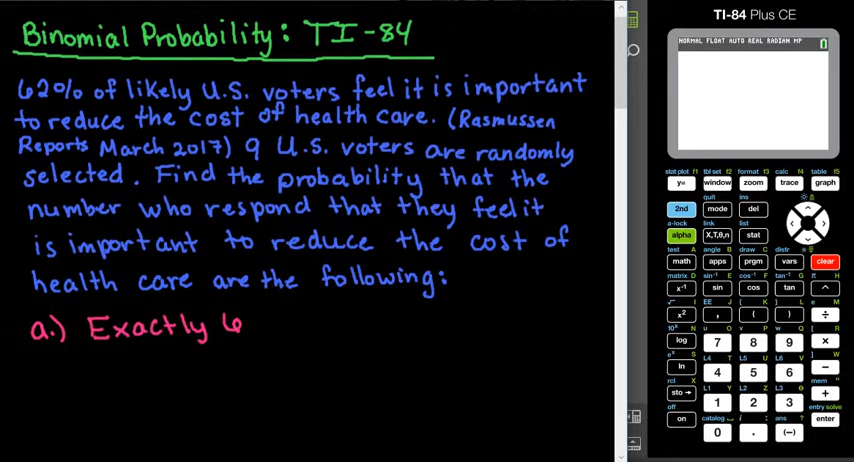 Binomial Probability: TI-84
62% of likely U.S. voters feel it is important
to reduce the cost of health care. (Rasmussen
Reports March 2017) 9 U.S. voters are randomly
selected. Find the probability that the
number who respond that they feel it
is important to reduce the cost of
health care are the following:
a.) Exactly 6
TI-84 Plus CE
NORMAL FLOAT AUTO REAL RADIAN MP
stat plot f1 tbl set f2 format f3 calc f4 table f5
y= window zoom trace graph
quit ins
2nd mode del
a-lock link list
alpha X,T,θ,n stat
test A angle B draw C distr
math apps prgm vars clear
matrix D sin⁻¹ E cos⁻¹ F tan⁻¹ G π H
x⁻¹ sin cos tan ^
√ I EE J { K } L e M
x² , ( ) ÷
10ˣ N u O v P w Q [ R
log 7 8 9 ×
eˣ S L4 T L5 U L6 V ] W
ln 4 5 6 −
rcl X L1 Y L2 Z L3 θ mem "
sto→ 1 2 3 +
off catalog i : ans ? entry solve
on 0 . (−) enter